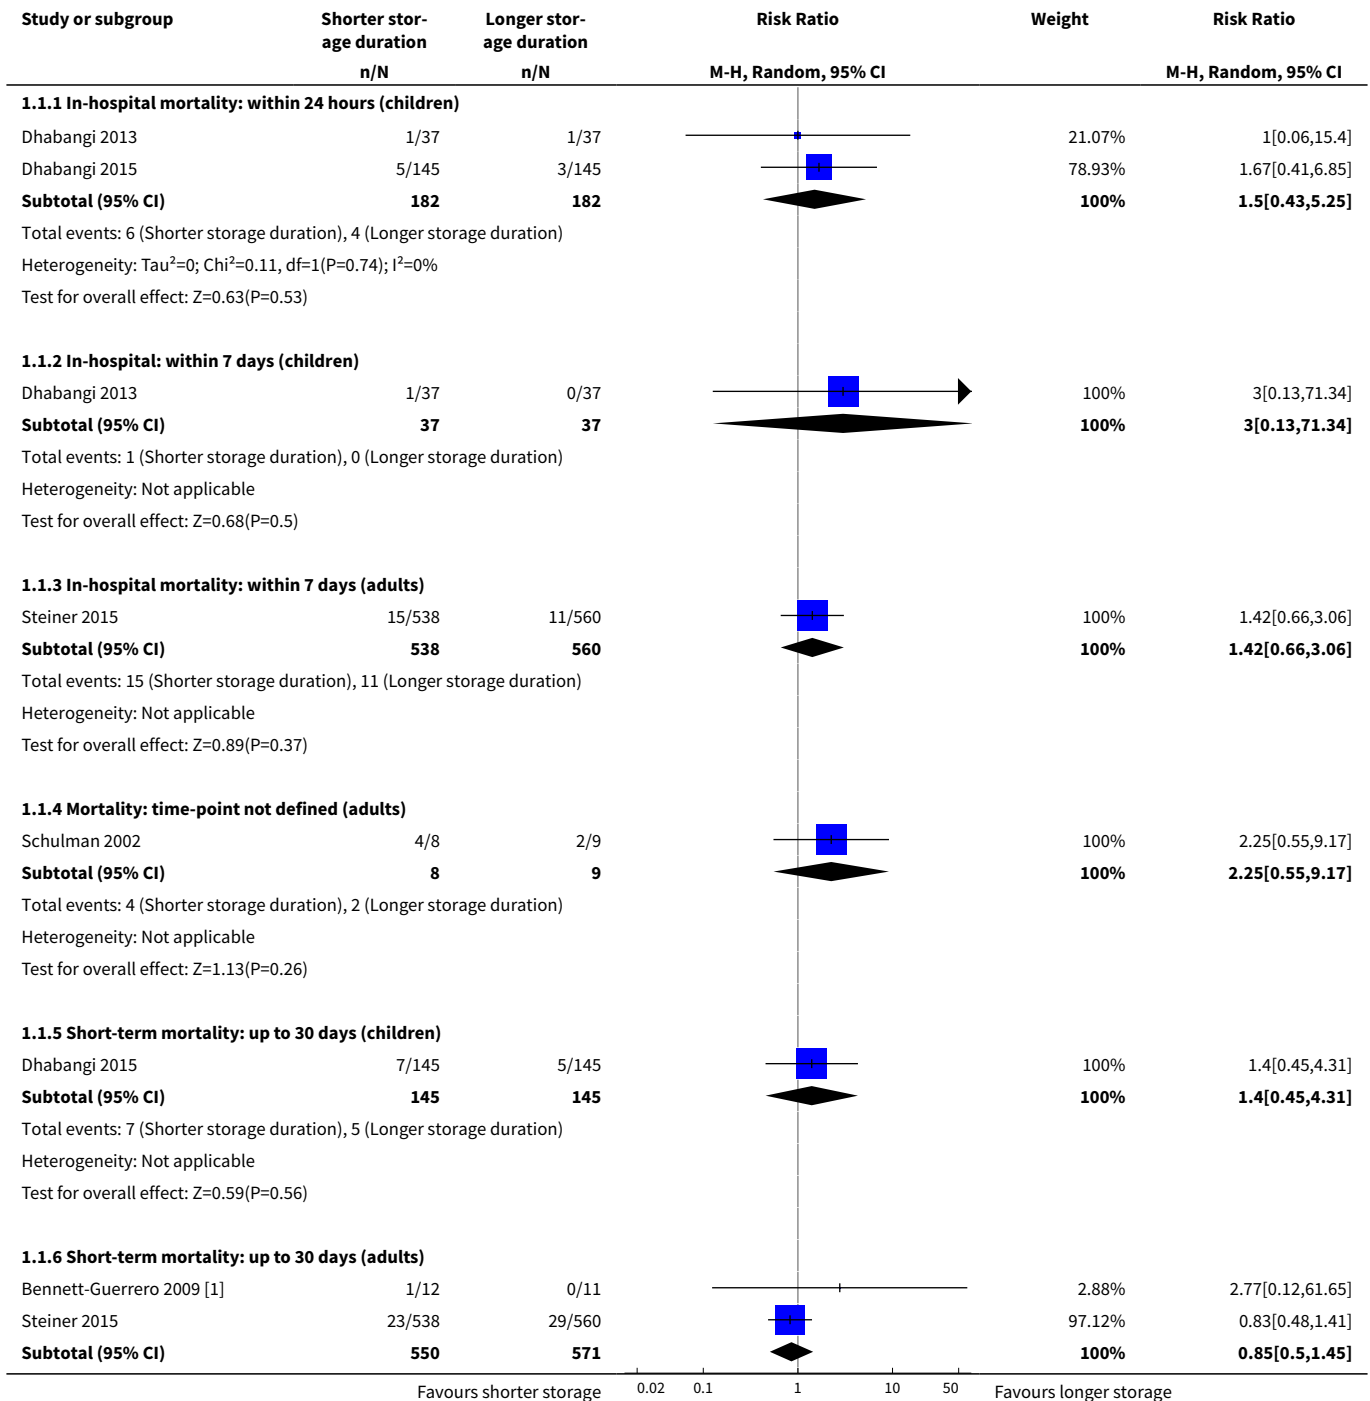 Study or subgroup Shorter stor- Longer stor- Risk Ratio Weight Risk Ratio
age duration age duration
n/N n/N M-H, Random, 95% CI M-H, Random, 95% CI
1.1.1 In-hospital mortality: within 24 hours (children)
Dhabangi 2013 1/37 1/37 21.07% 1[0.06,15.4]
Dhabangi 2015 5/145 3/145 78.93% 1.67[0.41,6.85]
Subtotal (95% CI) 182 182 100% 1.5[0.43,5.25]
Total events: 6 (Shorter storage duration), 4 (Longer storage duration)
Heterogeneity: Tau²=0; Chi²=0.11, df=1(P=0.74); I²=0%
Test for overall effect: Z=0.63(P=0.53)
1.1.2 In-hospital: within 7 days (children)
Dhabangi 2013 1/37 0/37 100% 3[0.13,71.34]
Subtotal (95% CI) 37 37 100% 3[0.13,71.34]
Total events: 1 (Shorter storage duration), 0 (Longer storage duration)
Heterogeneity: Not applicable
Test for overall effect: Z=0.68(P=0.5)
1.1.3 In-hospital mortality: within 7 days (adults)
Steiner 2015 15/538 11/560 100% 1.42[0.66,3.06]
Subtotal (95% CI) 538 560 100% 1.42[0.66,3.06]
Total events: 15 (Shorter storage duration), 11 (Longer storage duration)
Heterogeneity: Not applicable
Test for overall effect: Z=0.89(P=0.37)
1.1.4 Mortality: time-point not defined (adults)
Schulman 2002 4/8 2/9 100% 2.25[0.55,9.17]
Subtotal (95% CI) 8 9 100% 2.25[0.55,9.17]
Total events: 4 (Shorter storage duration), 2 (Longer storage duration)
Heterogeneity: Not applicable
Test for overall effect: Z=1.13(P=0.26)
1.1.5 Short-term mortality: up to 30 days (children)
Dhabangi 2015 7/145 5/145 100% 1.4[0.45,4.31]
Subtotal (95% CI) 145 145 100% 1.4[0.45,4.31]
Total events: 7 (Shorter storage duration), 5 (Longer storage duration)
Heterogeneity: Not applicable
Test for overall effect: Z=0.59(P=0.56)
1.1.6 Short-term mortality: up to 30 days (adults)
Bennett-Guerrero 2009 [1] 1/12 0/11 2.88% 2.77[0.12,61.65]
Steiner 2015 23/538 29/560 97.12% 0.83[0.48,1.41]
Subtotal (95% CI) 550 571 100% 0.85[0.5,1.45]
Favours shorter storage 0.02 0.1 1 10 50 Favours longer storage